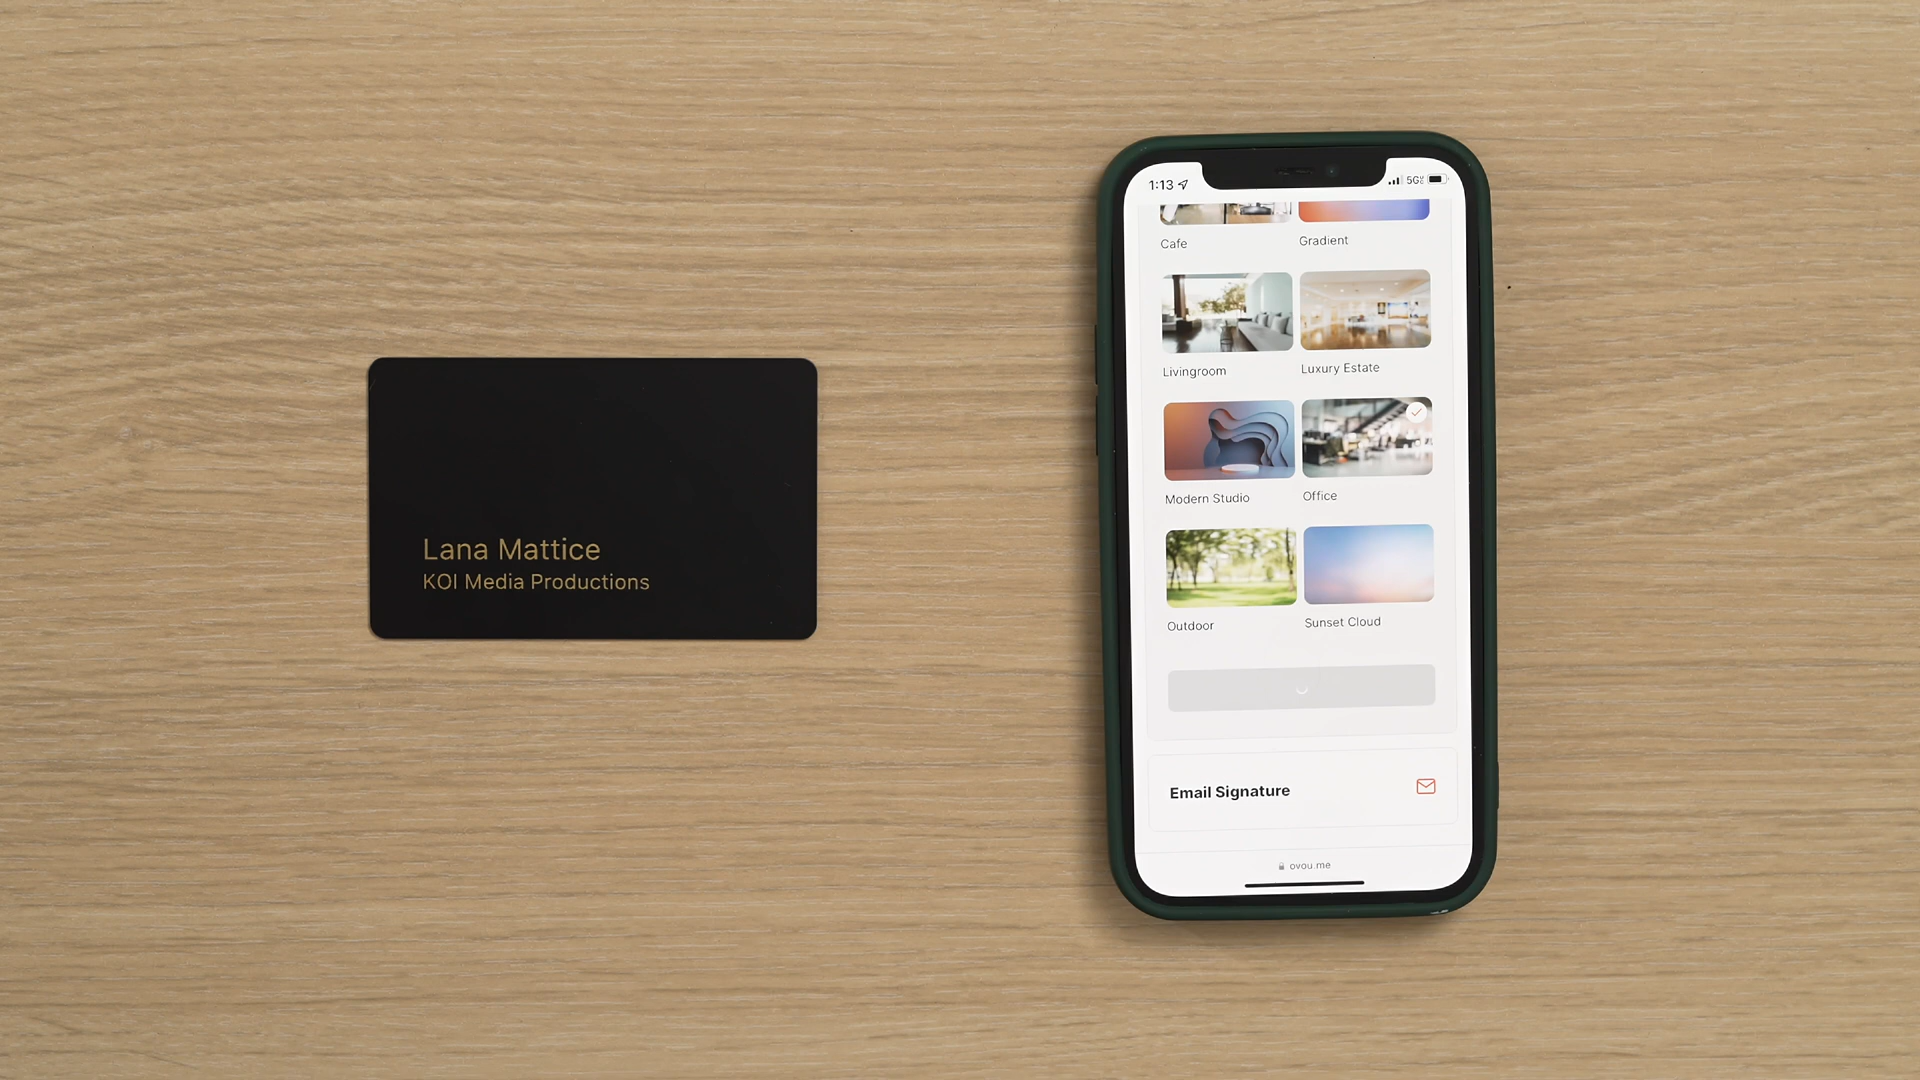 Lana Mattice
KOI Media Productions
1:13
5G
Cafe
Gradient
Livingroom
Luxury Estate
Modern Studio
Office
Outdoor
Sunset Cloud
Email Signature
ovou.me